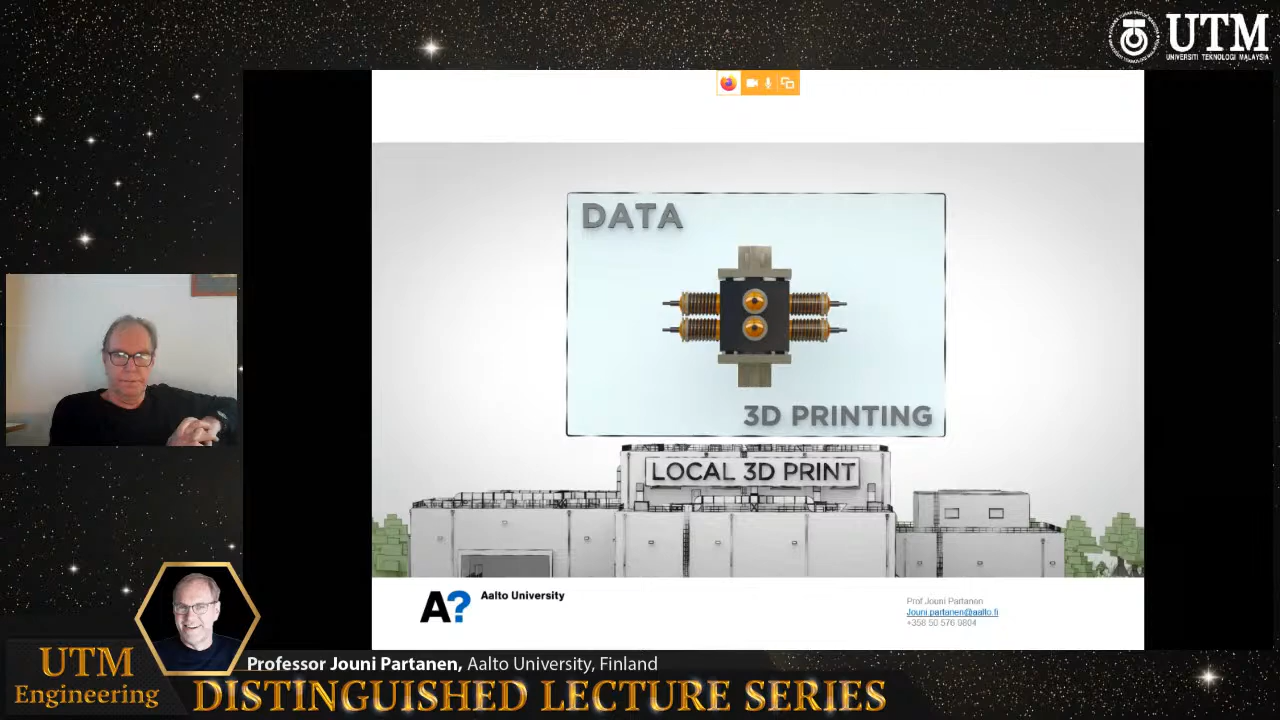 UTM
UNIVERSITI TEKNOLOGI MALAYSIA
DATA
3D PRINTING
LOCAL 3D PRINT
A?
Aalto University
Prof Jouni Partanen
Jouni.partanen@aalto.fi
+358 50 576 9804
UTM
Engineering
Professor Jouni Partanen, Aalto University, Finland
DISTINGUISHED LECTURE SERIES